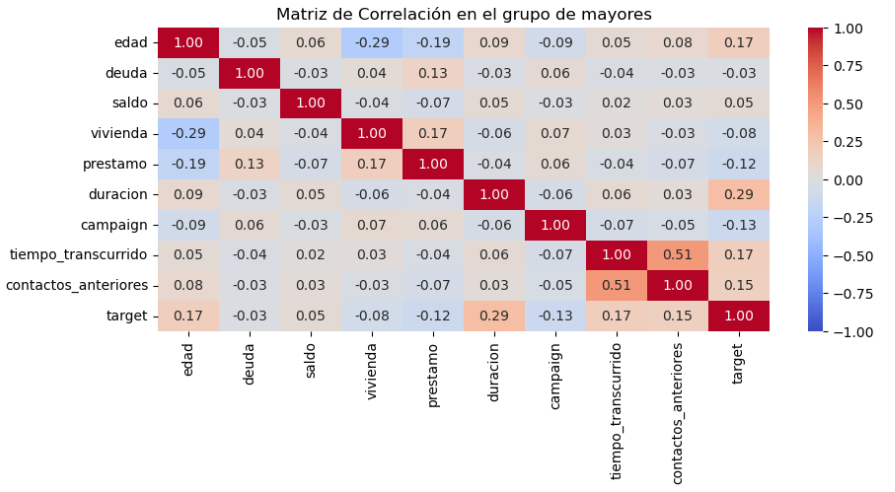 Matriz de Correlación en el grupo de mayores
edad 1.00 -0.05 0.06 -0.29 -0.19 0.09 -0.09 0.05 0.08 0.17
deuda -0.05 1.00 -0.03 0.04 0.13 -0.03 0.06 -0.04 -0.03 -0.03
saldo 0.06 -0.03 1.00 -0.04 -0.07 0.05 -0.03 0.02 0.03 0.05
vivienda -0.29 0.04 -0.04 1.00 0.17 -0.06 0.07 0.03 -0.03 -0.08
prestamo -0.19 0.13 -0.07 0.17 1.00 -0.04 0.06 -0.04 -0.07 -0.12
duracion 0.09 -0.03 0.05 -0.06 -0.04 1.00 -0.06 0.06 0.03 0.29
campaign -0.09 0.06 -0.03 0.07 0.06 -0.06 1.00 -0.07 -0.05 -0.13
tiempo_transcurrido 0.05 -0.04 0.02 0.03 -0.04 0.06 -0.07 1.00 0.51 0.17
contactos_anteriores 0.08 -0.03 0.03 -0.03 -0.07 0.03 -0.05 0.51 1.00 0.15
target 0.17 -0.03 0.05 -0.08 -0.12 0.29 -0.13 0.17 0.15 1.00
edad
deuda
saldo
vivienda
prestamo
duracion
campaign
tiempo_transcurrido
contactos_anteriores
target
1.00
0.75
0.50
0.25
0.00
−0.25
−0.50
−0.75
−1.00